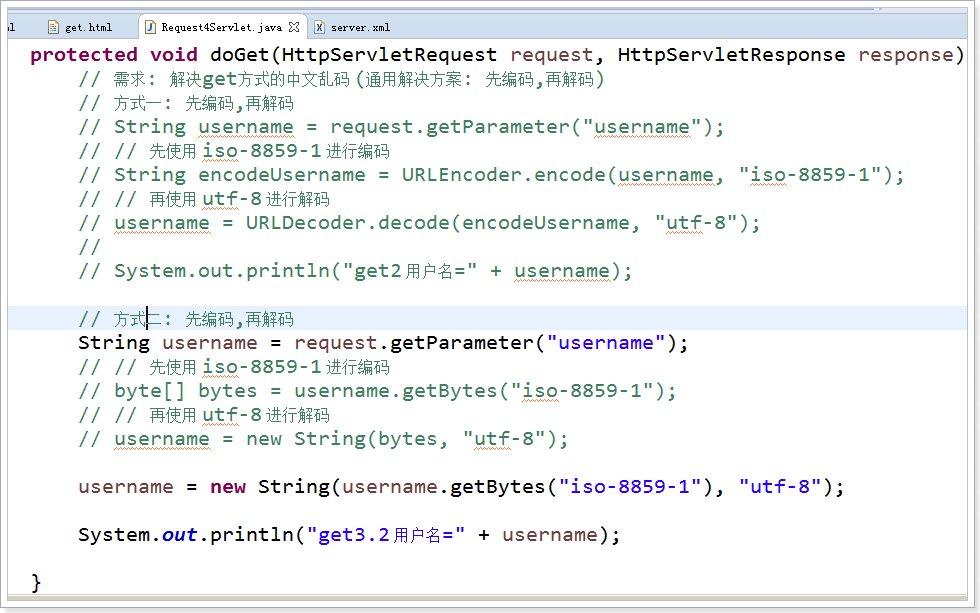 get.html Request4Servlet.java server.xml
protected void doGet(HttpServletRequest request, HttpServletResponse response)
// 需求: 解决get方式的中文乱码(通用解决方案: 先编码,再解码)
// 方式一: 先编码,再解码
// String username = request.getParameter("username");
// // 先使用iso-8859-1进行编码
// String encodeUsername = URLEncoder.encode(username, "iso-8859-1");
// // 再使用utf-8进行解码
// username = URLDecoder.decode(encodeUsername, "utf-8");
//
// System.out.println("get2用户名=" + username);
// 方式二: 先编码,再解码
String username = request.getParameter("username");
// // 先使用iso-8859-1进行编码
// byte[] bytes = username.getBytes("iso-8859-1");
// // 再使用utf-8进行解码
// username = new String(bytes, "utf-8");
username = new String(username.getBytes("iso-8859-1"), "utf-8");
System.out.println("get3.2用户名=" + username);
}